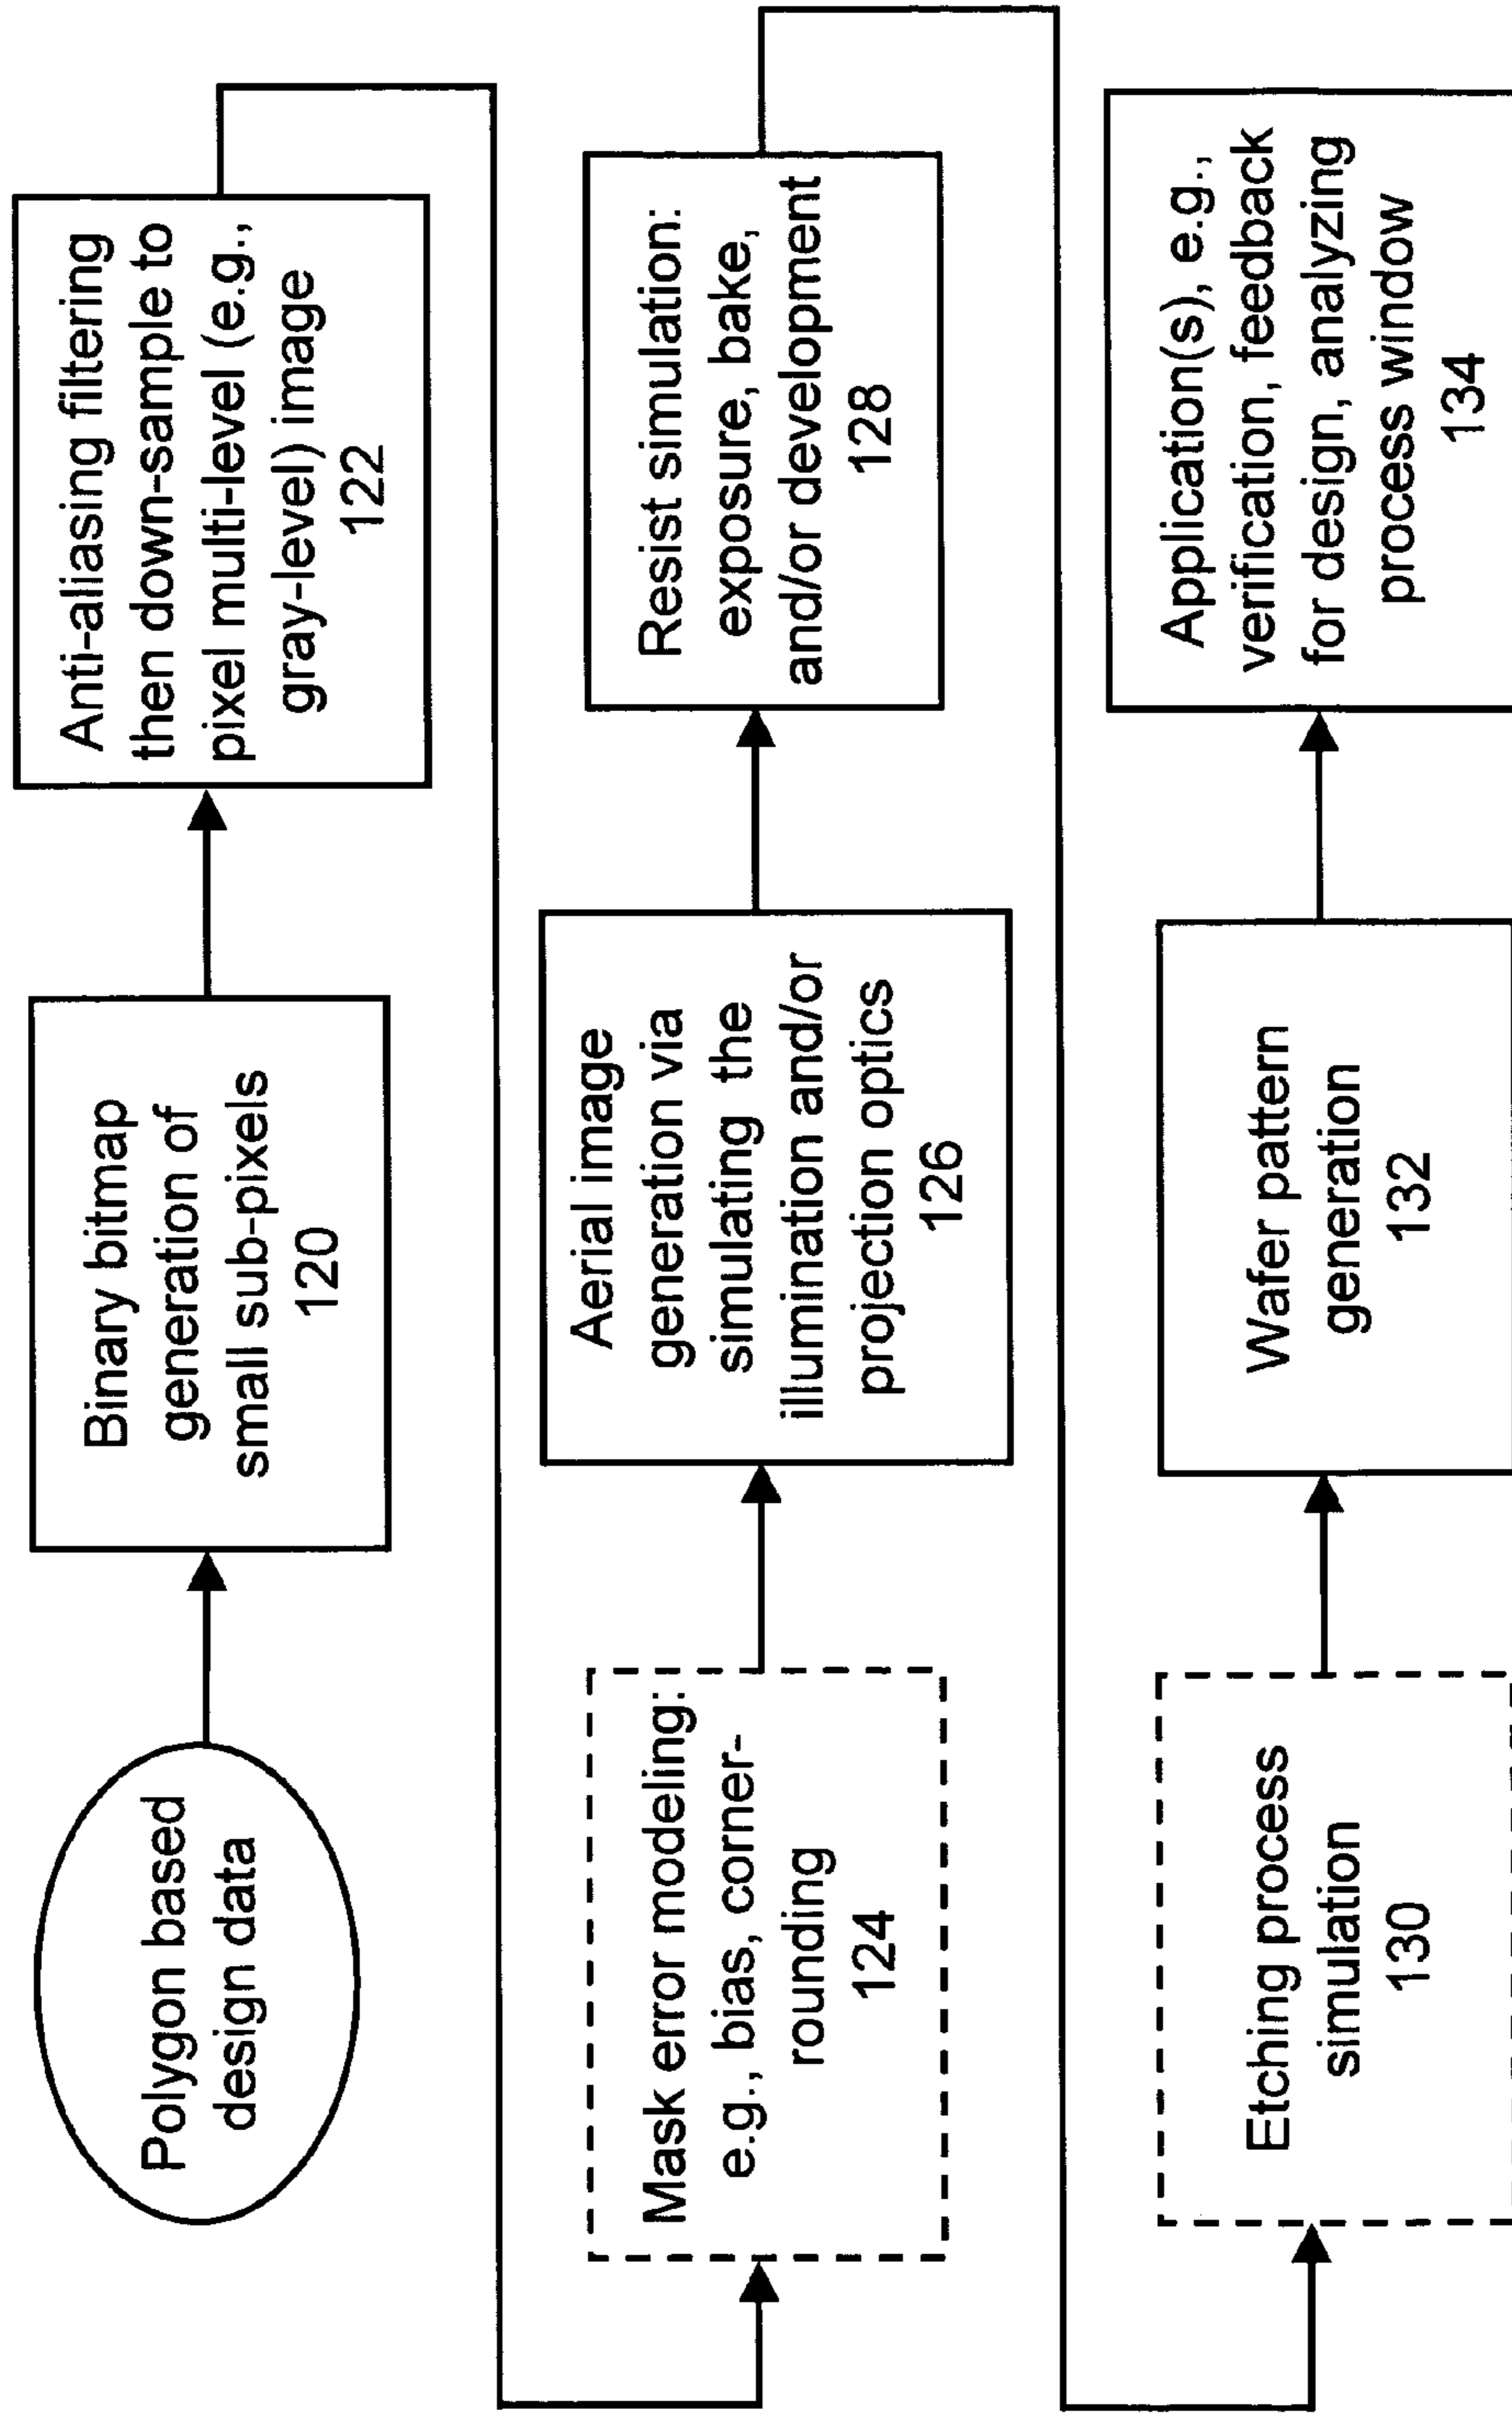 Polygon based
design data
Binary bitmap
generation of
small sub-pixels
120
Anti-aliasing filtering
then down-sample to
pixel multi-level (e.g.,
gray-level) image
122
Mask error modeling:
e.g., bias, corner-
rounding
124
Aerial image
generation via
simulating the
illumination and/or
projection optics
126
Resist simulation:
exposure, bake,
and/or development
128
Etching process
simulation
130
Wafer pattern
generation
132
Application(s), e.g.,
verification, feedback
for design, analyzing
process window
134